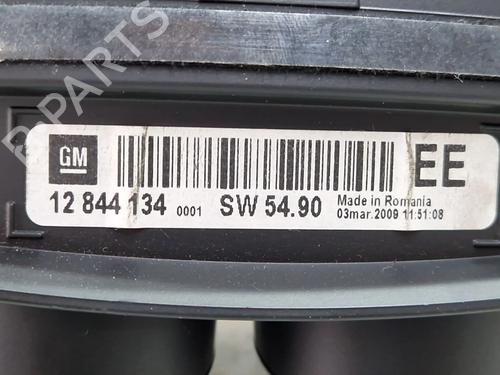 B-PARTS
GM
EE
12 844 134 0001 SW 54.90
Made in Romania
03mar.2009 11:51:08